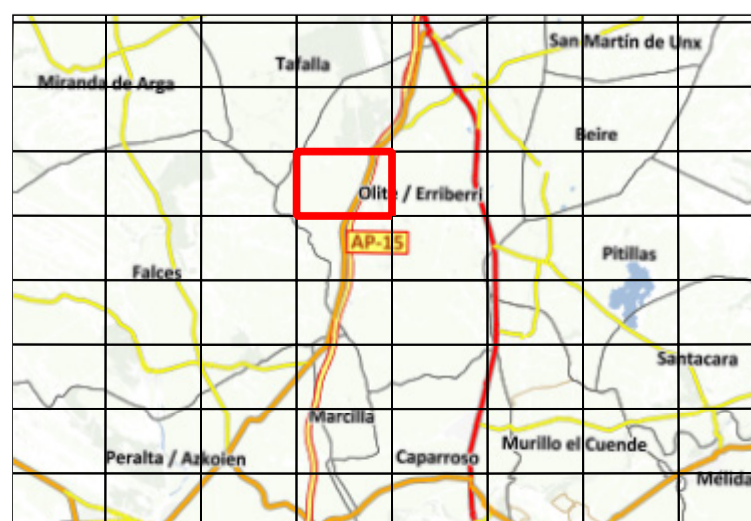 San Martín de Unx
Tafalla
Miranda de Arga
Beire
Olite / Erriberri
AP-15
Pitillas
Falces
Santacara
Marcilla
Murillo el Cuende
Peralta / Azkoien
Caparroso
Mélida